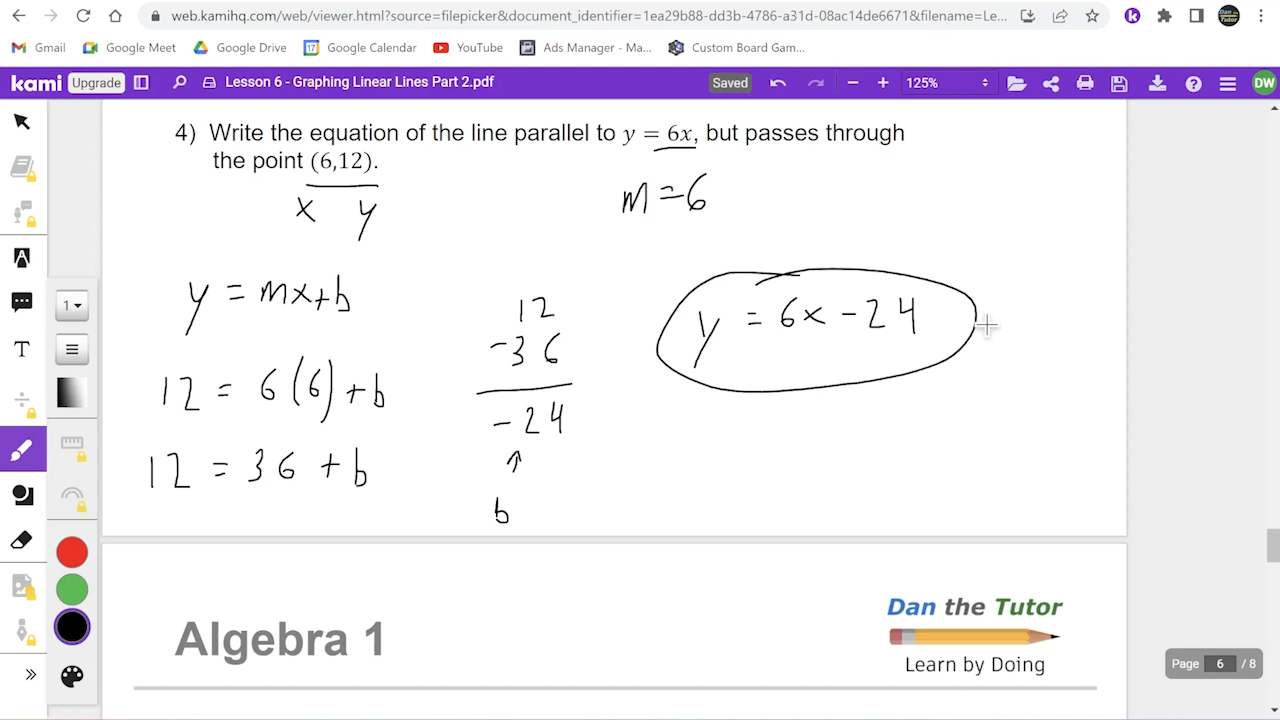 web.kamihq.com/web/viewer.html?source=filepicker&document_identifier=1ea29b88-dd3b-4786-a31d-08ac14de6671&filename=Le...
Gmail Google Meet Google Drive Google Calendar YouTube Ads Manager - Ma... Custom Board Gam...
kami Upgrade Lesson 6 - Graphing Linear Lines Part 2.pdf Saved 125% DW
4) Write the equation of the line parallel to y = 6x, but passes through
the point (6,12).
x y
m = 6
y = mx+b
12 = 6(6)+b
12 = 36 + b
12
-36
-24
↑
b
y = 6x - 24
1
T
Algebra 1
Dan the Tutor
Learn by Doing
Page 6 / 8